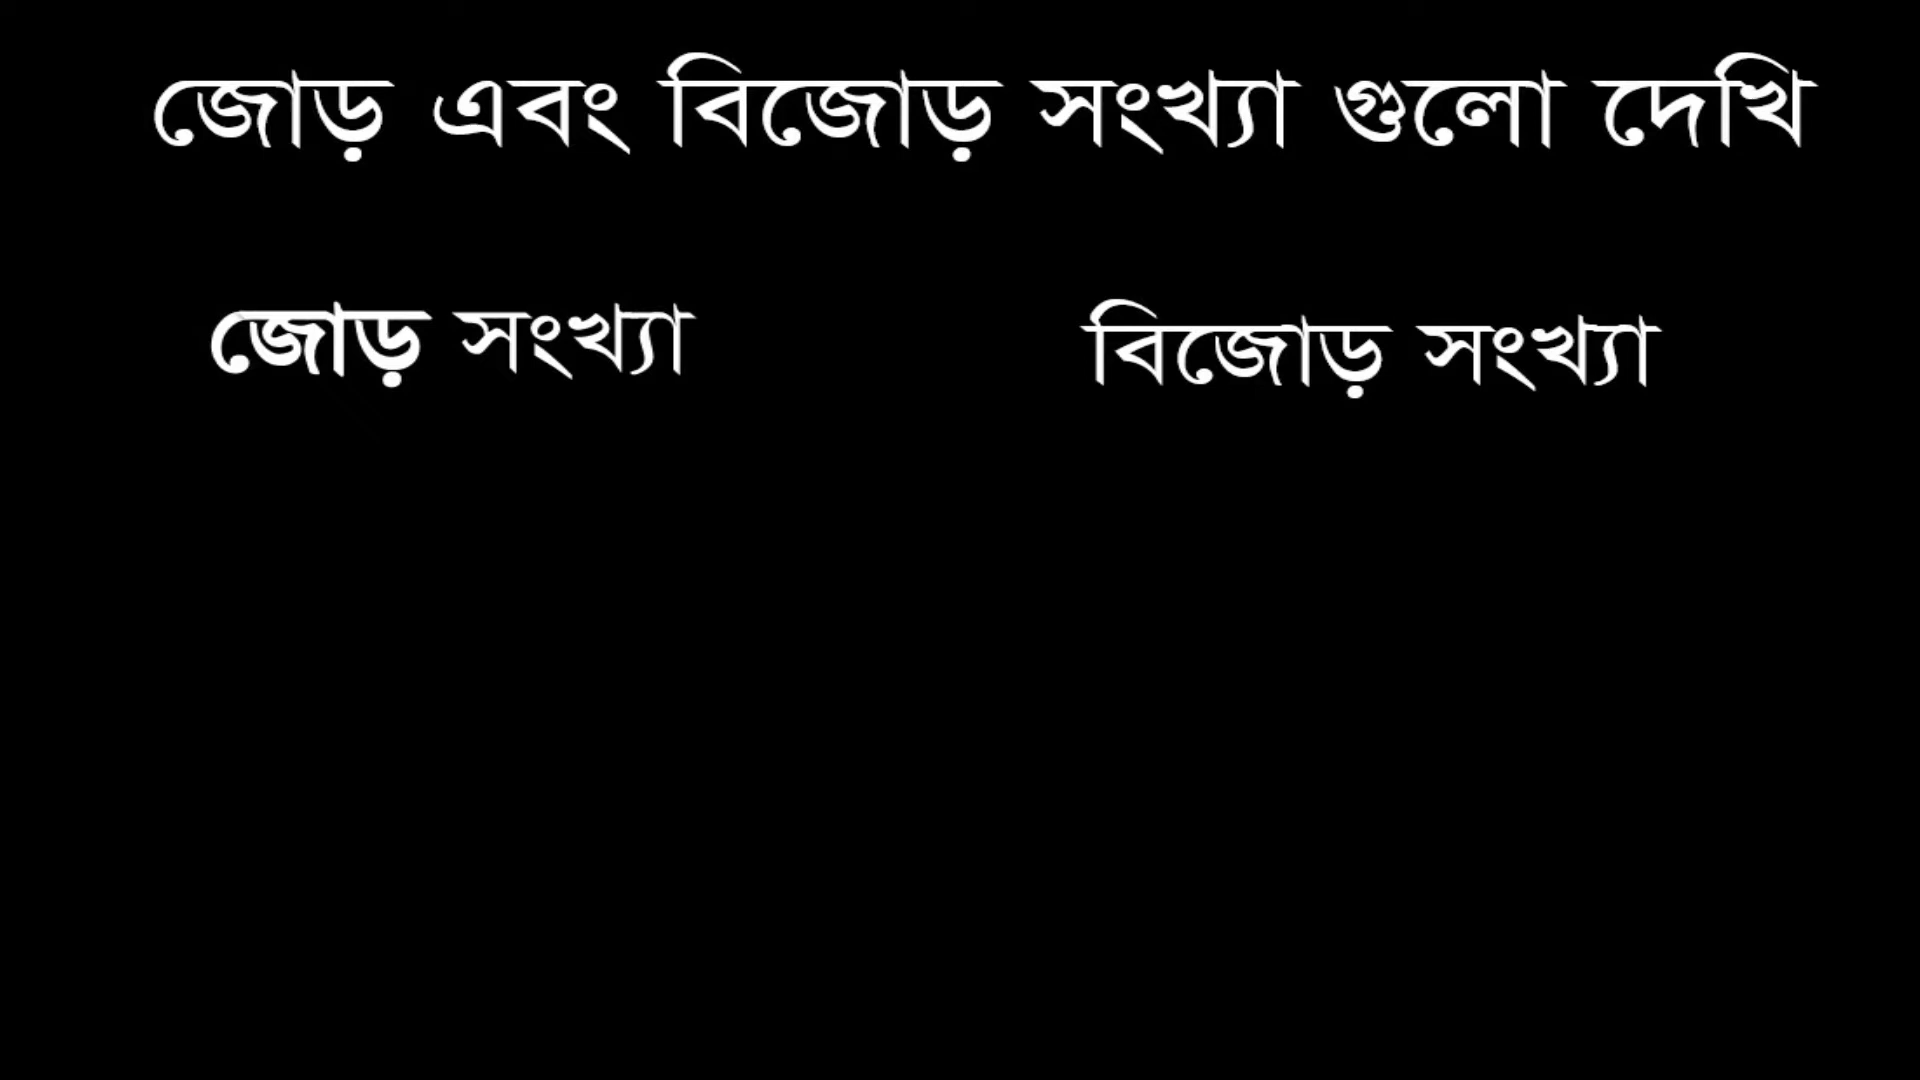 জোড় এবং বিজোড় সংখ্যা গুলো দেখি
জোড় সংখ্যা
বিজোড় সংখ্যা